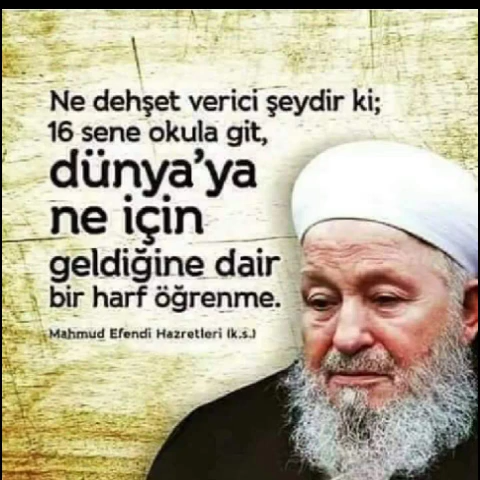 Ne dehşet verici şeydir ki;
16 sene okula git,
dünya'ya
ne için
geldiğine dair
bir harf öğrenme.
Mahmud Efendi Hazretleri (k.s.)